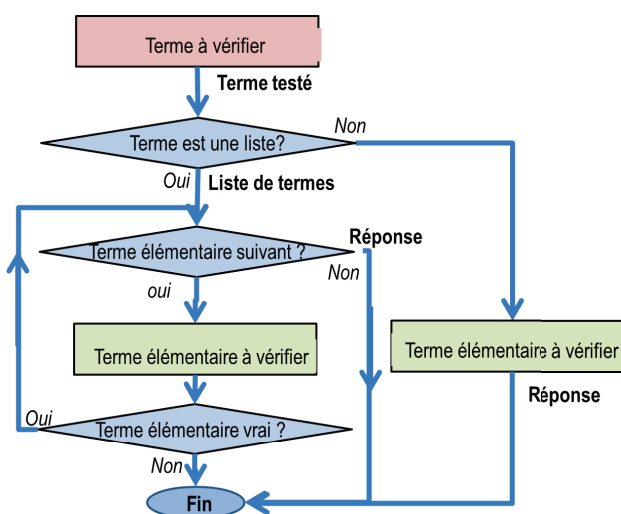 Terme à vérifier
Terme testé
Non
Terme est une liste?
Oui
Liste de termes
Réponse
Terme élémentaire suivant ?
Non
oui
Terme élémentaire à vérifier
Terme élémentaire à vérifier
Réponse
Oui
Terme élémentaire vrai ?
Non
Fin